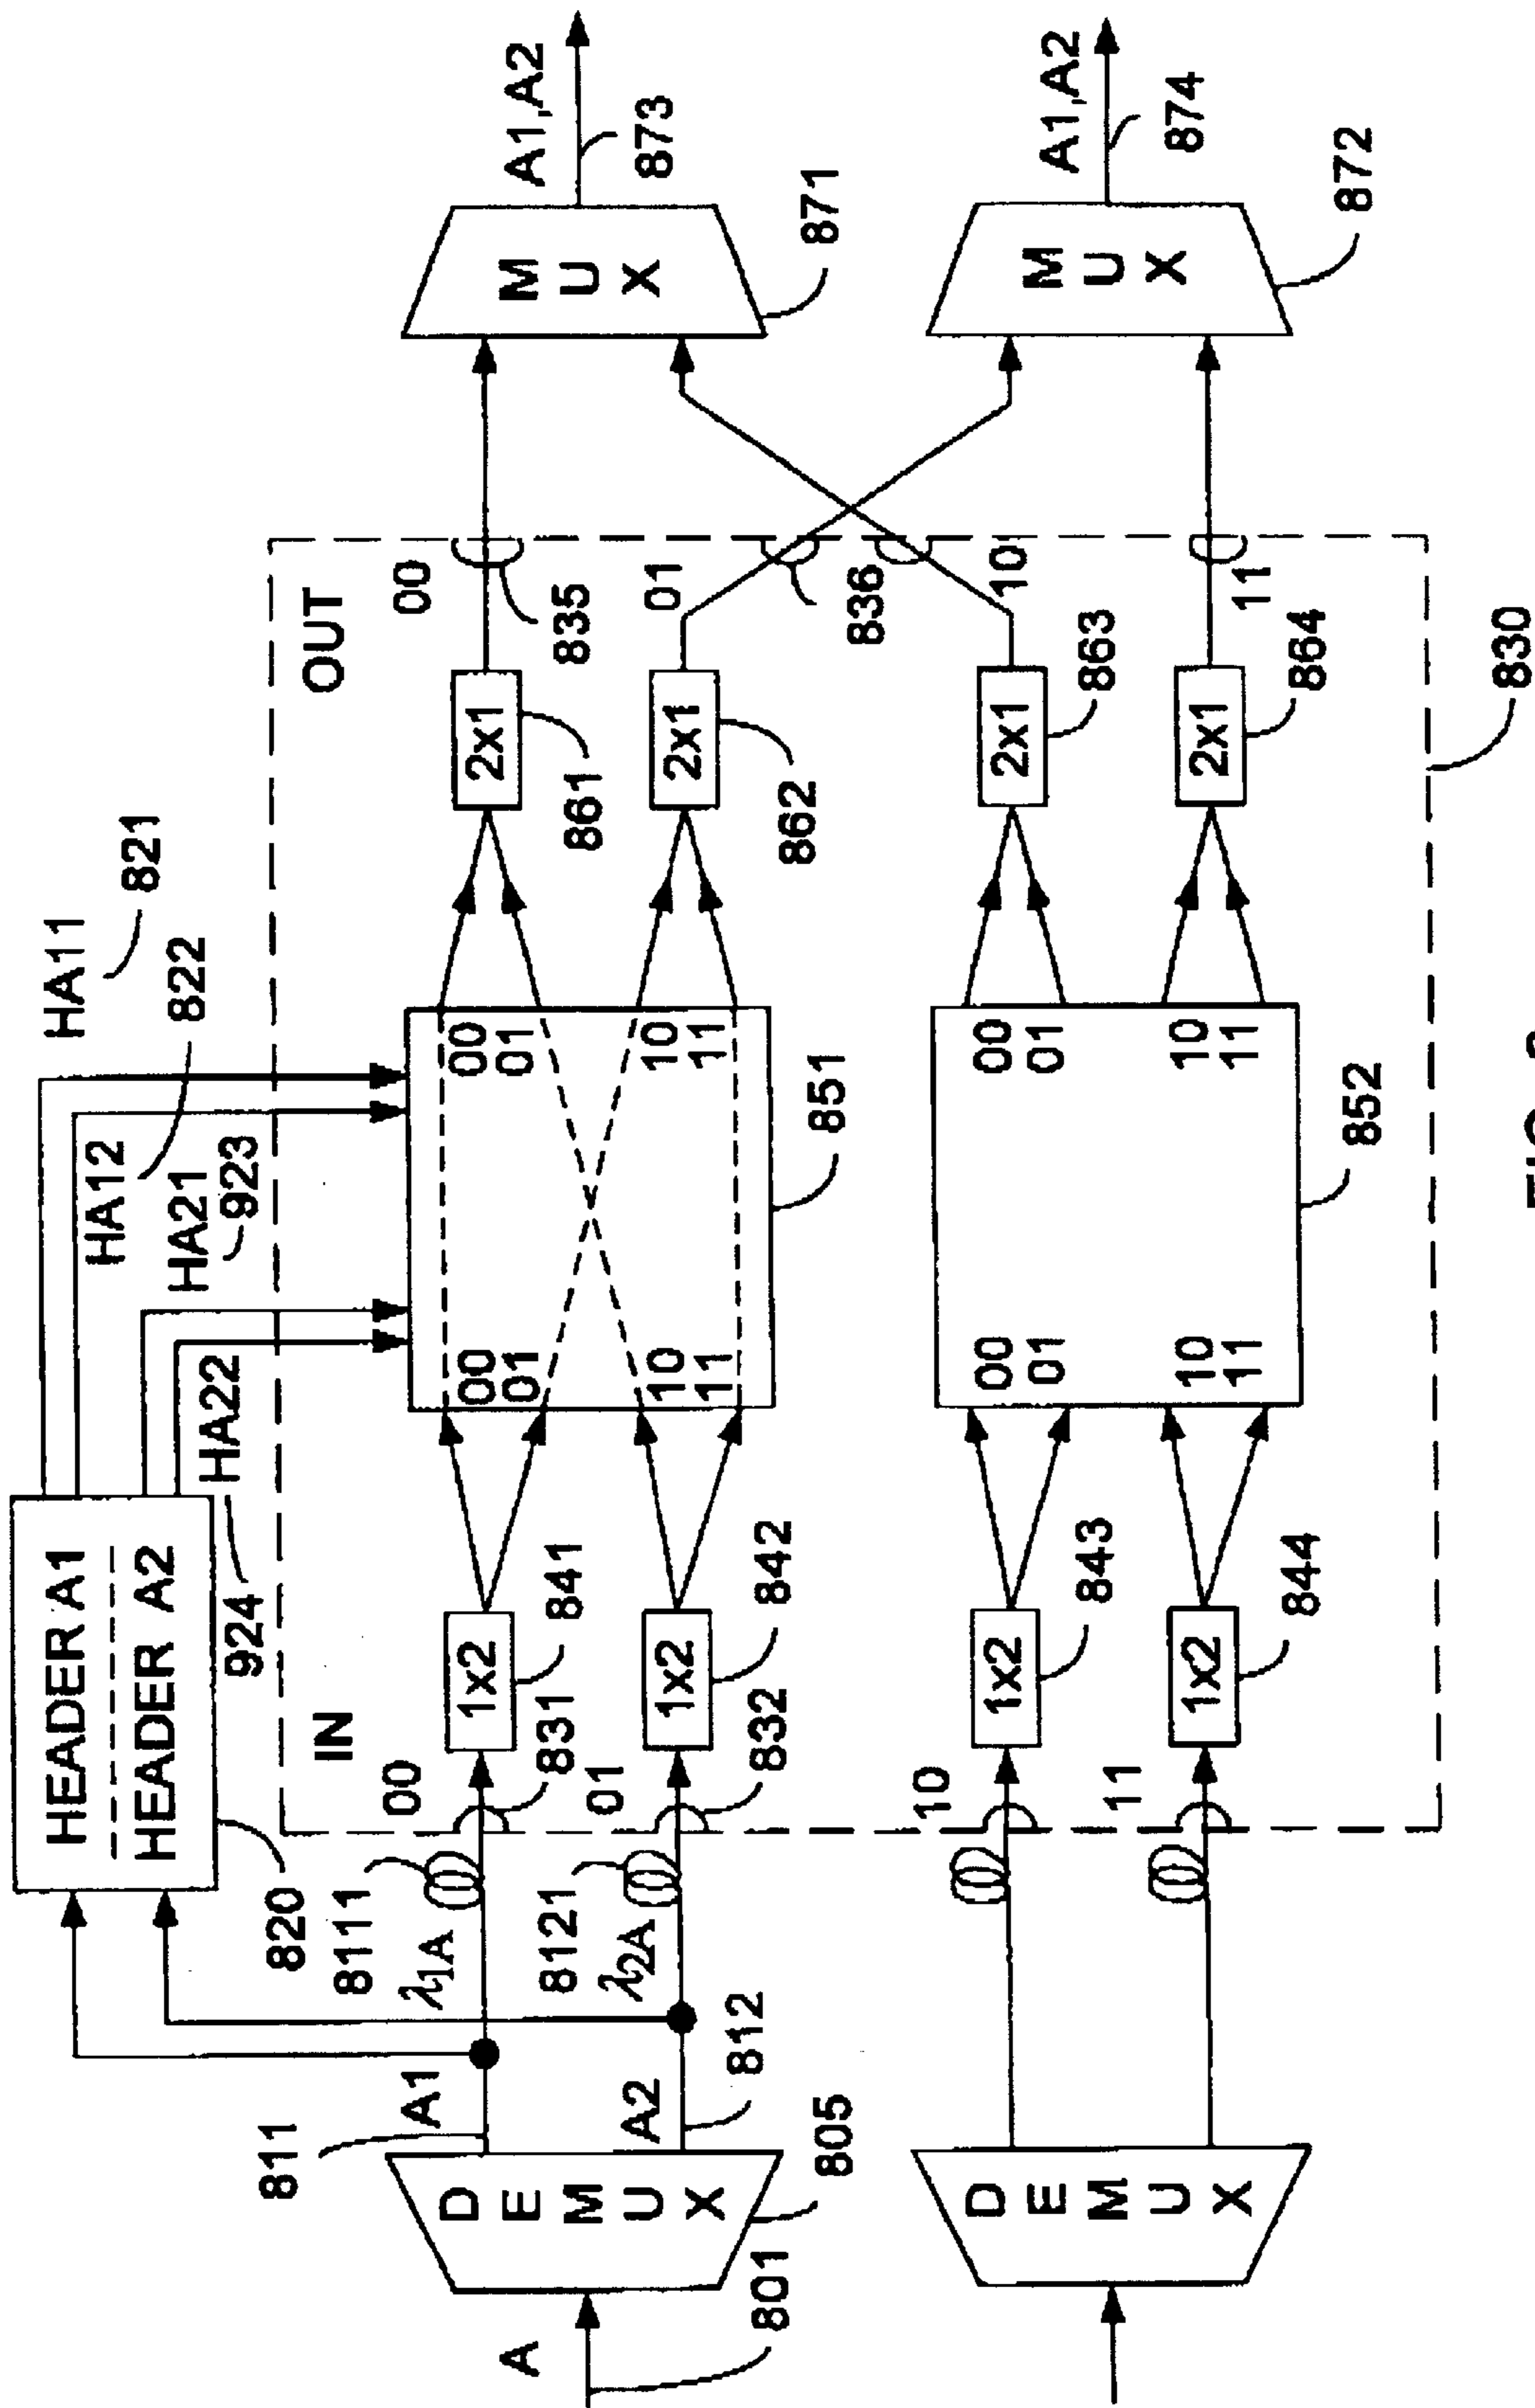 HEADER A1
HEADER A2
820
924
HA22
HA12
HA21
923
HA11
822
821
IN
OUT
A
801
DEMUX
805
811
A1
A2
812
8111
λ1A
8121
λ2A
00
831
01
832
1x2
841
1x2
842
00
01
10
11
00
01
10
11
851
2x1
861
2x1
862
00
835
01
836
MUX
871
A1,A2
873
DEMUX
10
11
1x2
843
1x2
844
00
01
10
11
00
01
10
11
852
2x1
863
2x1
864
10
11
830
MUX
872
A1,A2
874